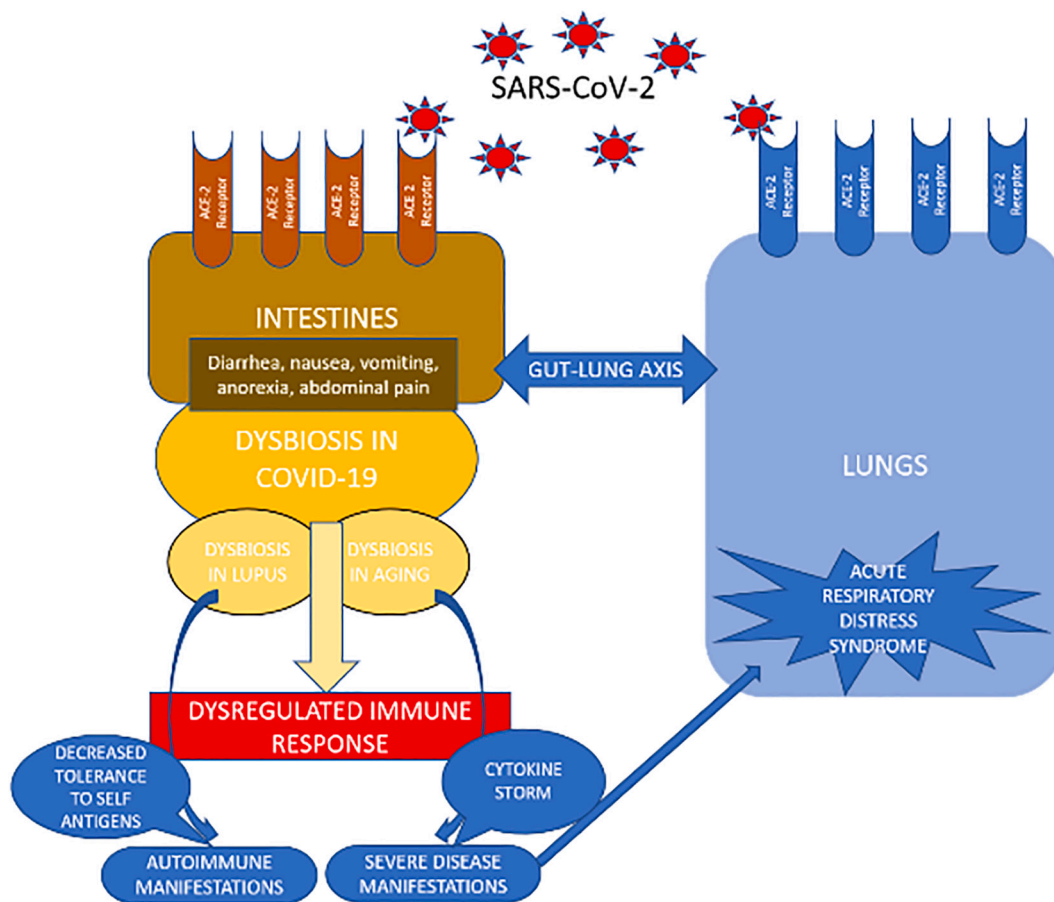 SARS-CoV-2
ACE-2
Receptor
ACE-2
Receptor
ACE-2
Receptor
ACE 2
Receptor
ACE-2
Receptor
ACE-2
Receptor
ACE-2
Receptor
ACE-2
Receptor
INTESTINES
Diarrhea, nausea, vomiting,
anorexia, abdominal pain
GUT-LUNG AXIS
DYSBIOSIS IN
COVID-19
LUNGS
DYSBIOSIS
IN LUPUS
DYSBIOSIS
IN AGING
ACUTE
RESPIRATORY
DISTRESS
SYNDROME
DYSREGULATED IMMUNE
RESPONSE
DECREASED
TOLERANCE
TO SELF
ANTIGENS
CYTOKINE
STORM
AUTOIMMUNE
MANIFESTATIONS
SEVERE DISEASE
MANIFESTATIONS